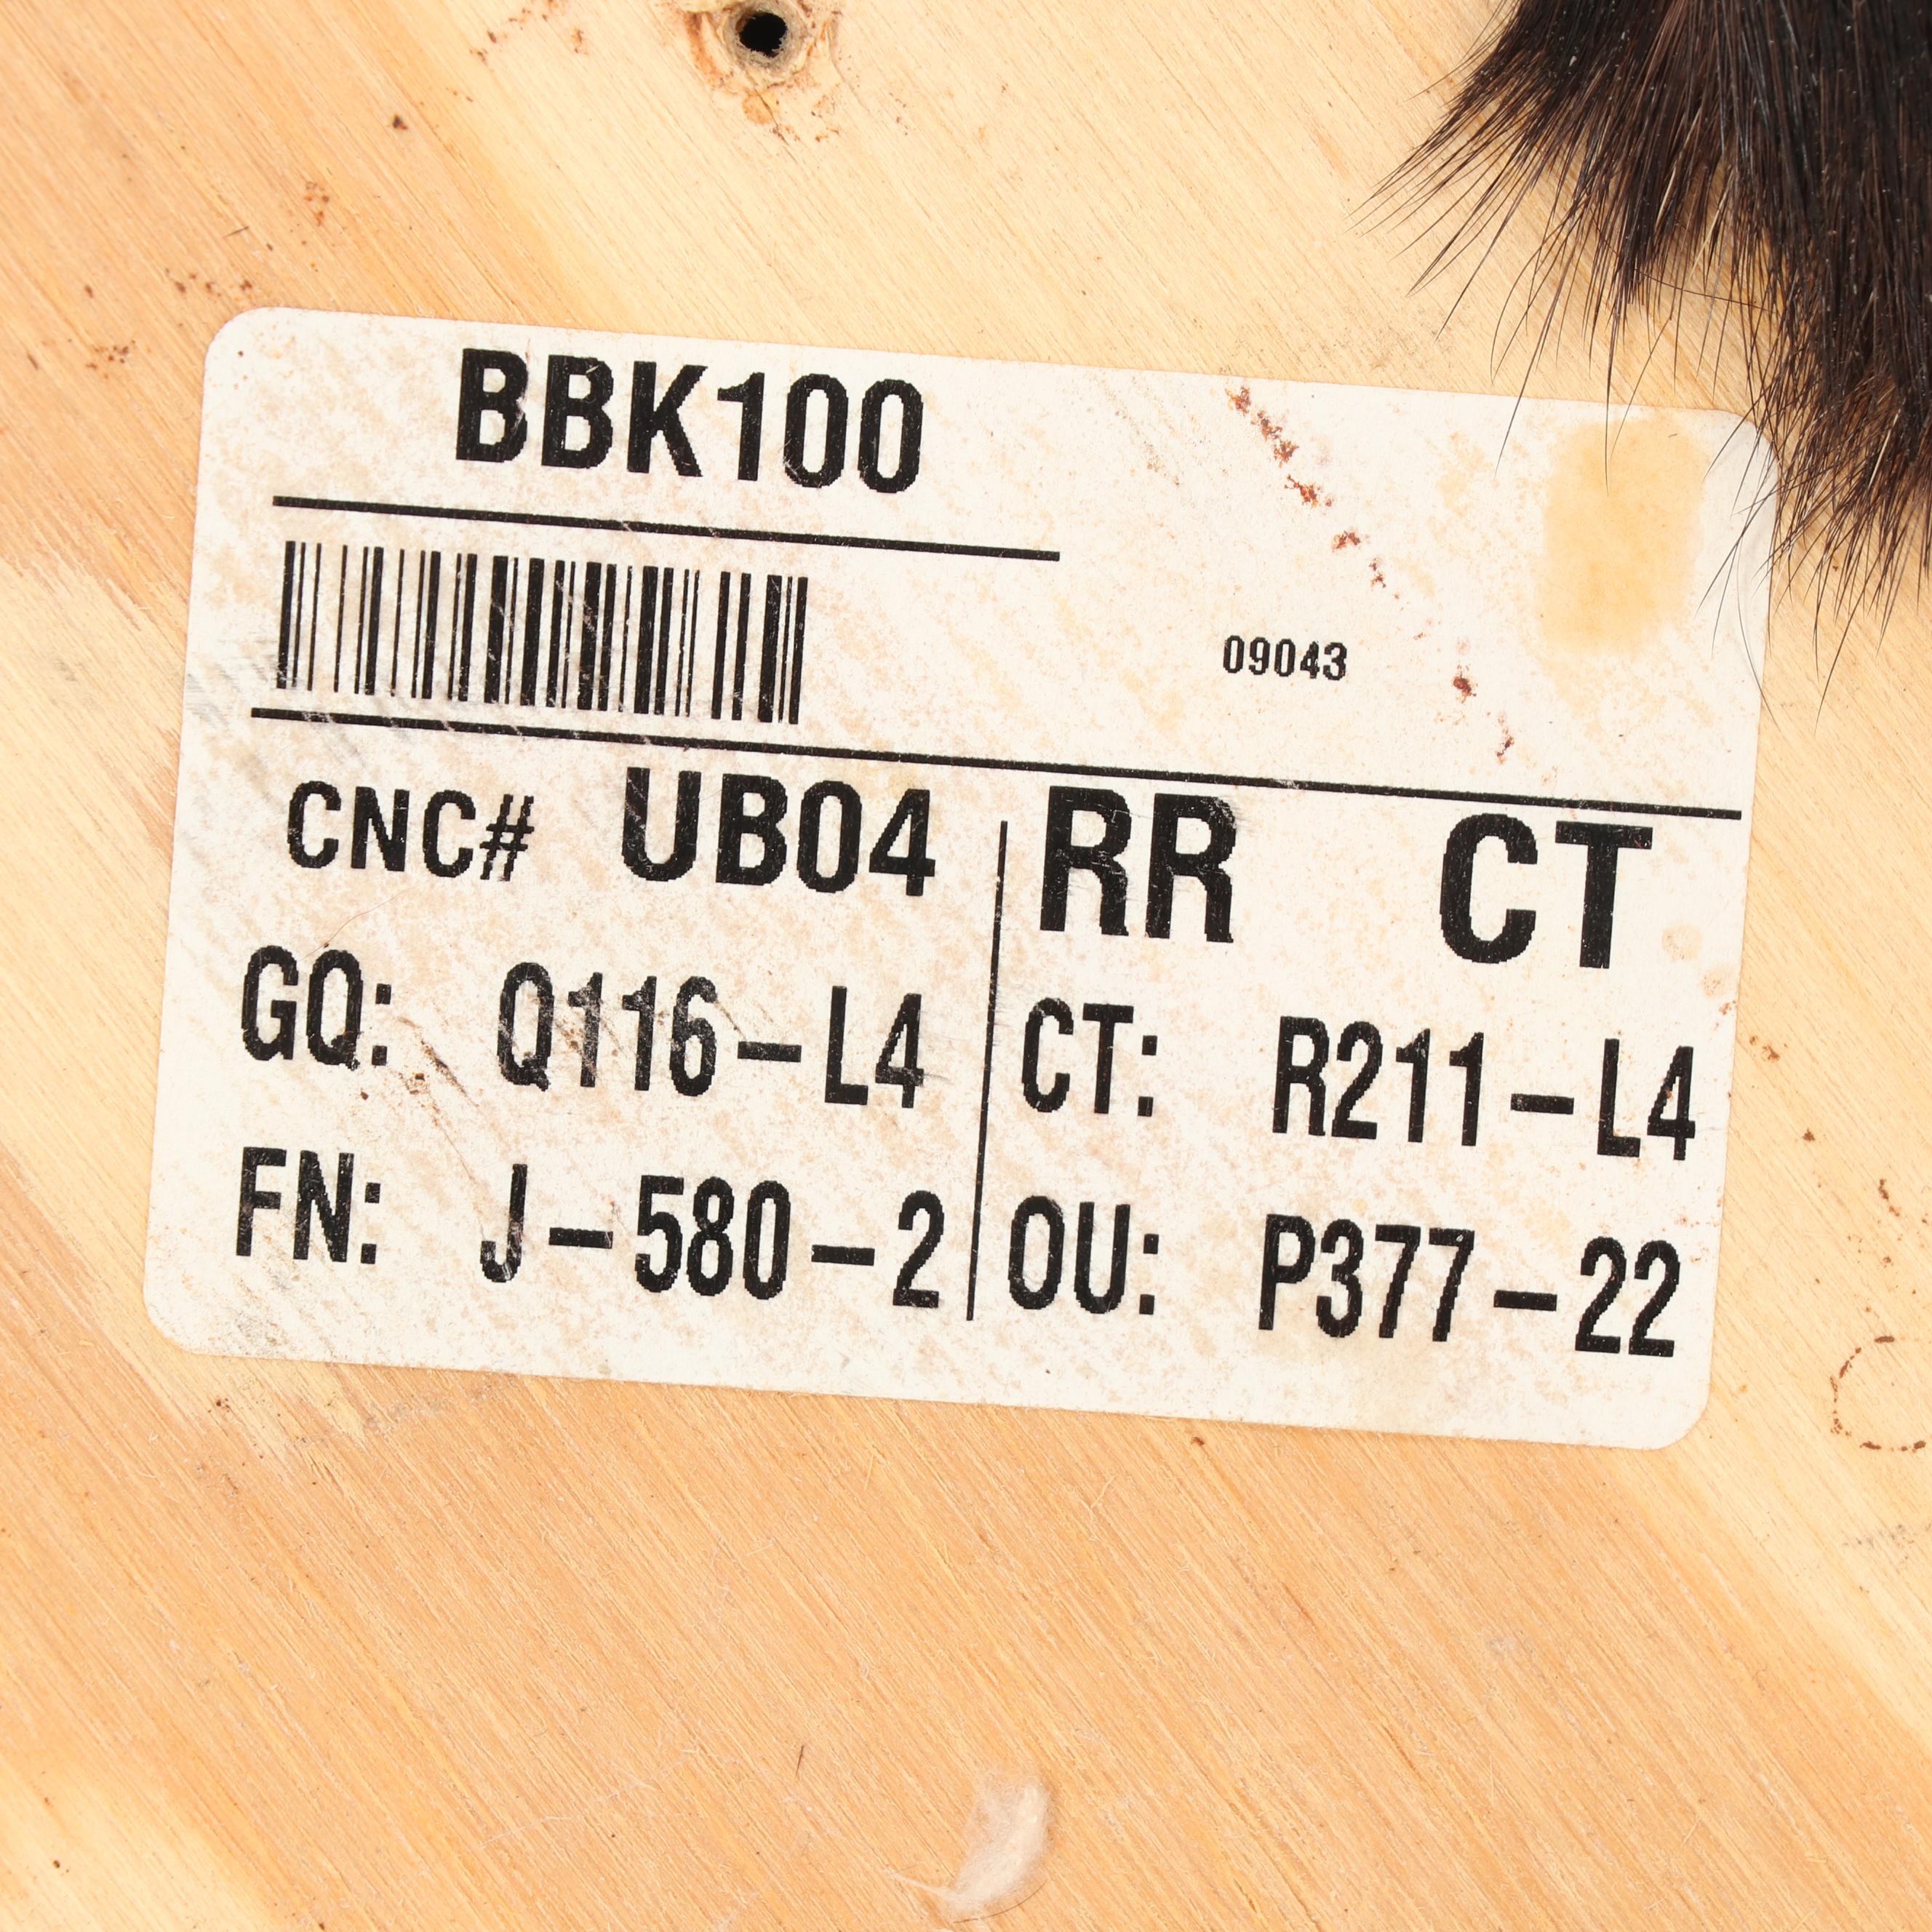 BBK100
09043
CNC# UB04 RR CT
GQ: Q116-L4 CT: R211-L4
FN: J-580-2 OU: P377-22